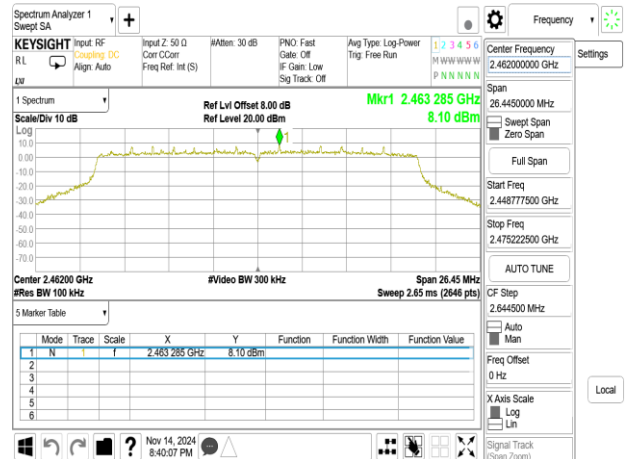 Spectrum Analyzer 1
Swept SA
+
Frequency
KEYSIGHT
RL
Input: RF
Coupling: DC
Align: Auto
Input Z: 50 Ω
Corr CCorr
Freq Ref: Int (S)
#Atten: 30 dB
PNO: Fast
Gate: Off
IF Gain: Low
Sig Track: Off
Avg Type: Log-Power
Trig: Free Run
1 2 3 4 5 6
M W W W W W
P N N N N N
1 Spectrum
Scale/Div 10 dB
Ref Lvl Offset 8.00 dB
Ref Level 20.00 dBm
Mkr1 2.463 285 GHz
8.10 dBm
Log
1
10.0
0.00
-10.0
-20.0
-30.0
-40.0
-50.0
-60.0
-70.0
Center 2.46200 GHz
#Video BW 300 kHz
Span 26.45 MHz
#Res BW 100 kHz
Sweep 2.65 ms (2646 pts)
5 Marker Table
Mode Trace Scale X Y Function Function Width Function Value
1 N 1 f 2.463 285 GHz 8.10 dBm
2
3
4
5
6
?
Nov 14, 2024
8:40:07 PM
Center Frequency
2.462000000 GHz
Settings
Span
26.4450000 MHz
Swept Span
Zero Span
Full Span
Start Freq
2.448777500 GHz
Stop Freq
2.475222500 GHz
AUTO TUNE
CF Step
2.644500 MHz
Auto
Man
Freq Offset
0 Hz
X Axis Scale
Log
Lin
Local
Signal Track
(Span Zoom)